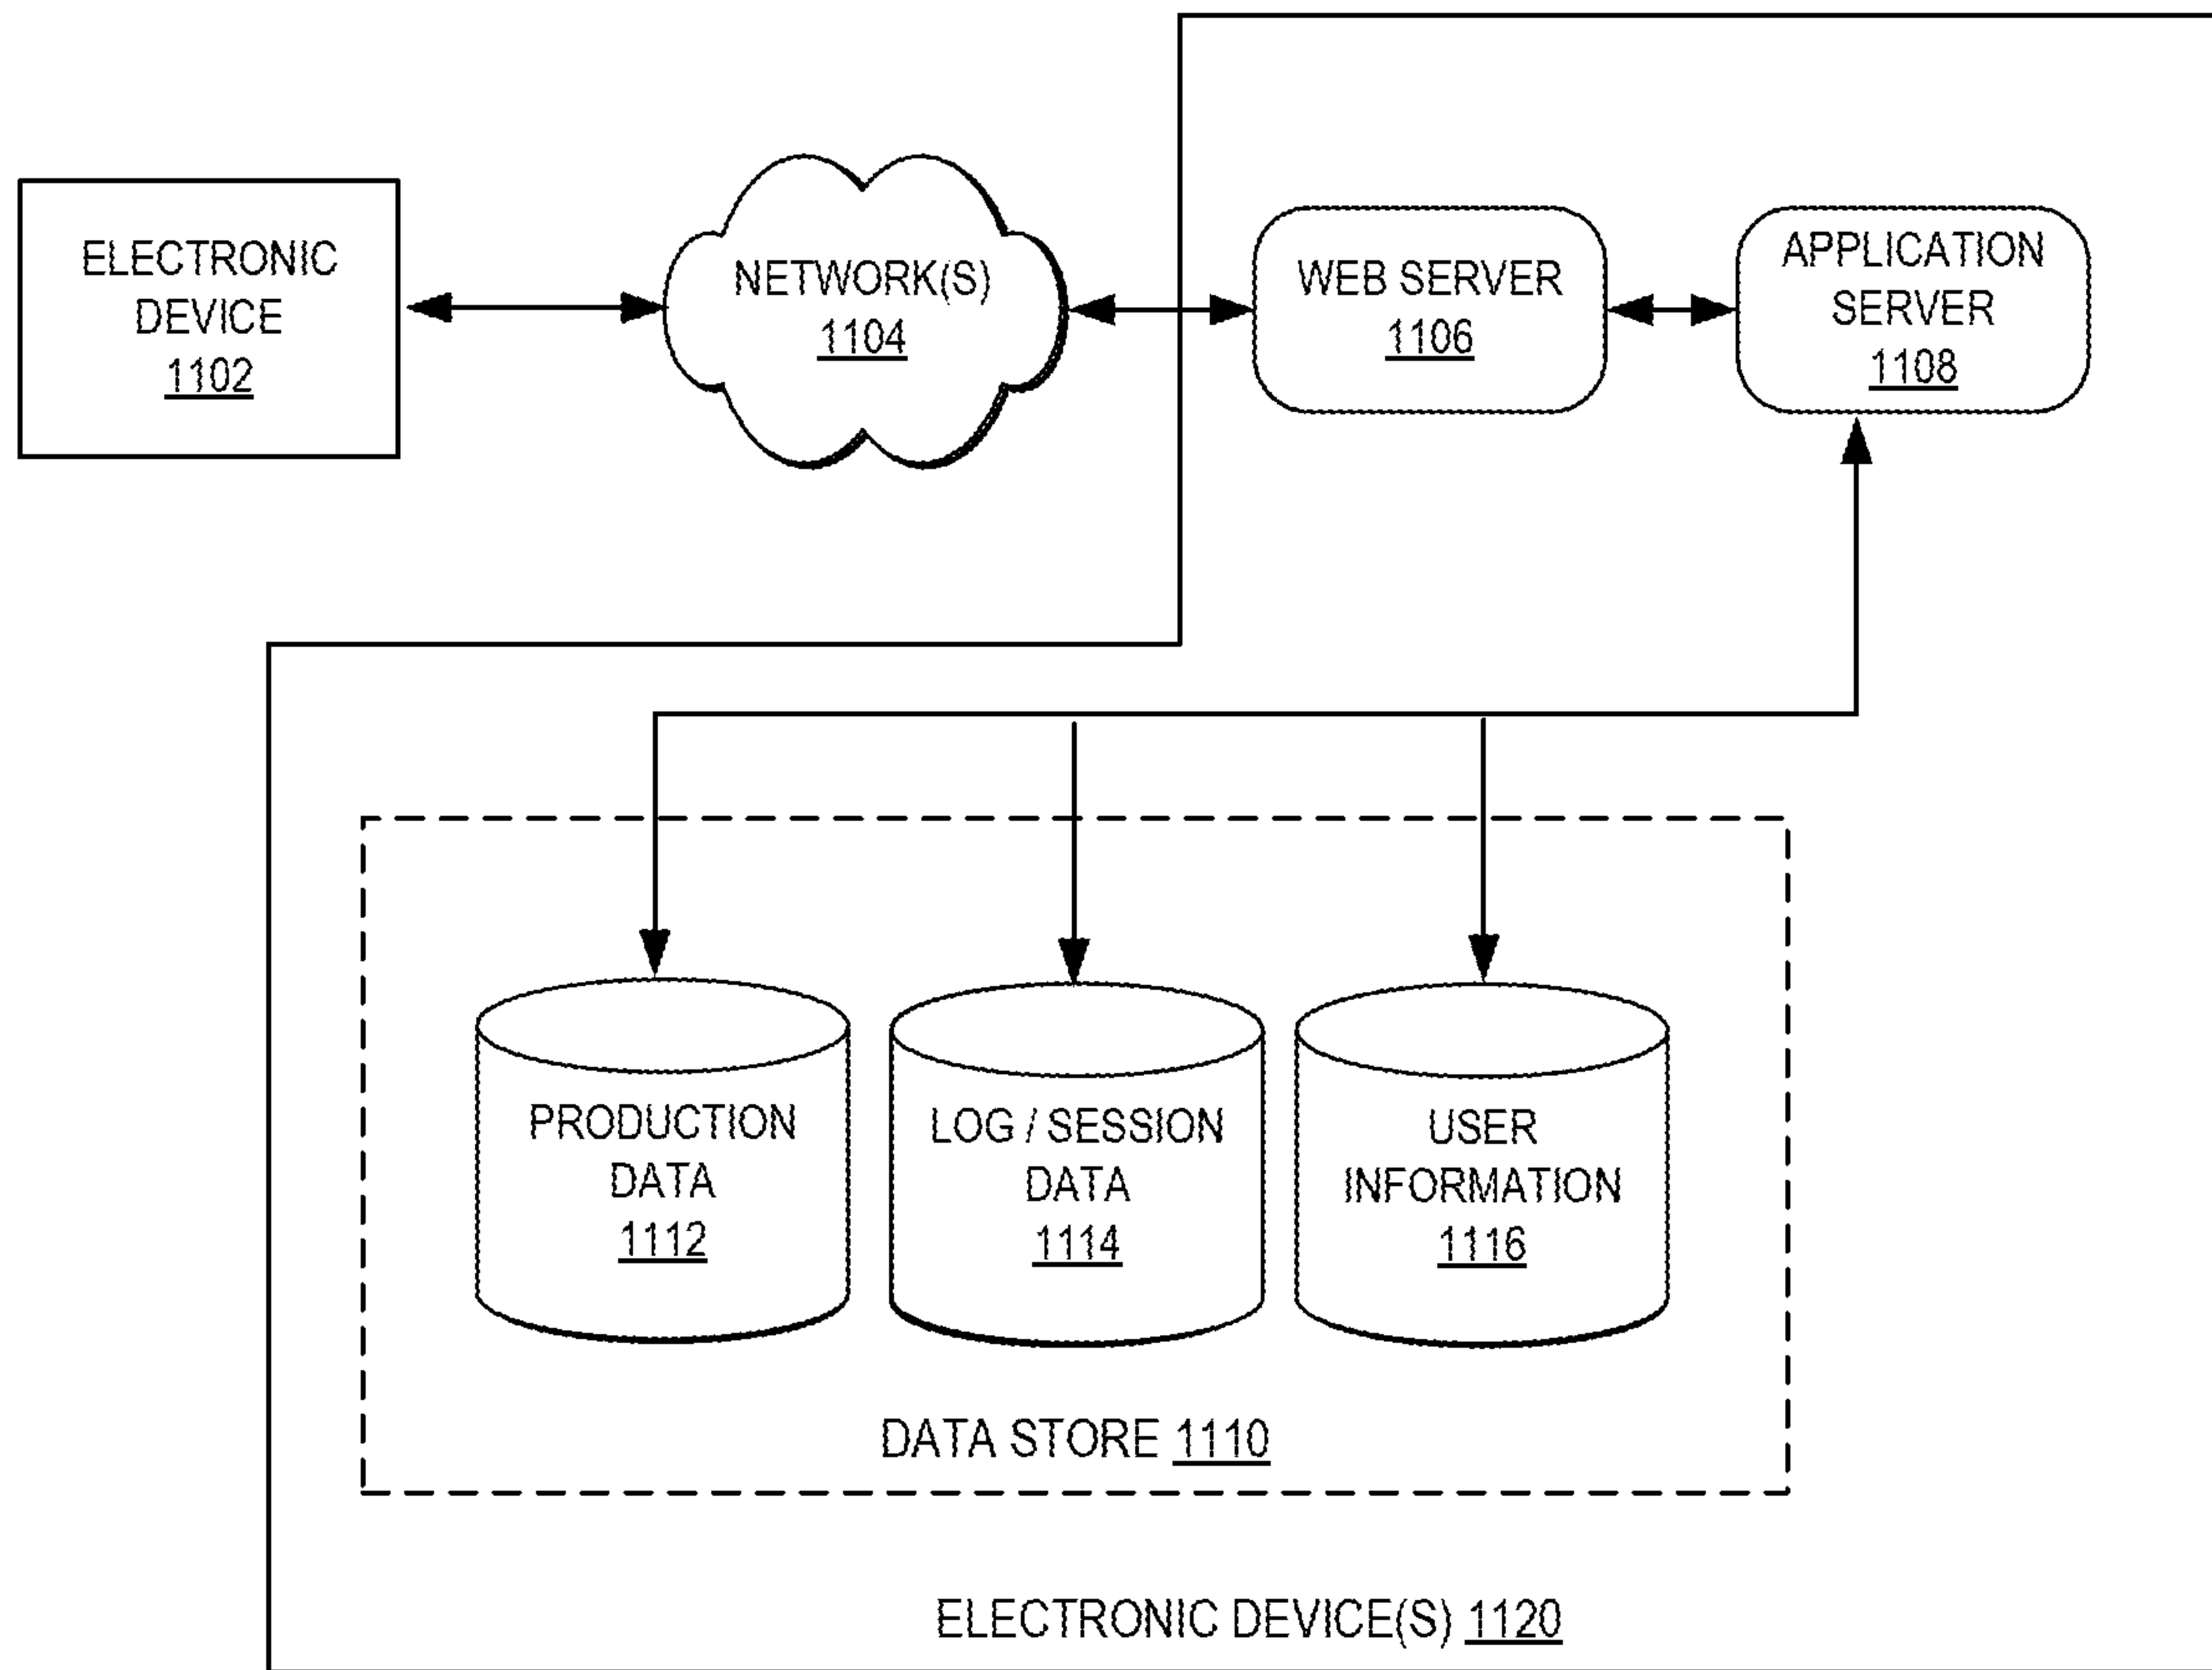 ELECTRONIC
DEVICE
1102
NETWORK(S)
1104
WEB SERVER
1106
APPLICATION
SERVER
1108
PRODUCTION
DATA
1112
LOG / SESSION
DATA
1114
USER
INFORMATION
1116
DATA STORE 1110
ELECTRONIC DEVICE(S) 1120